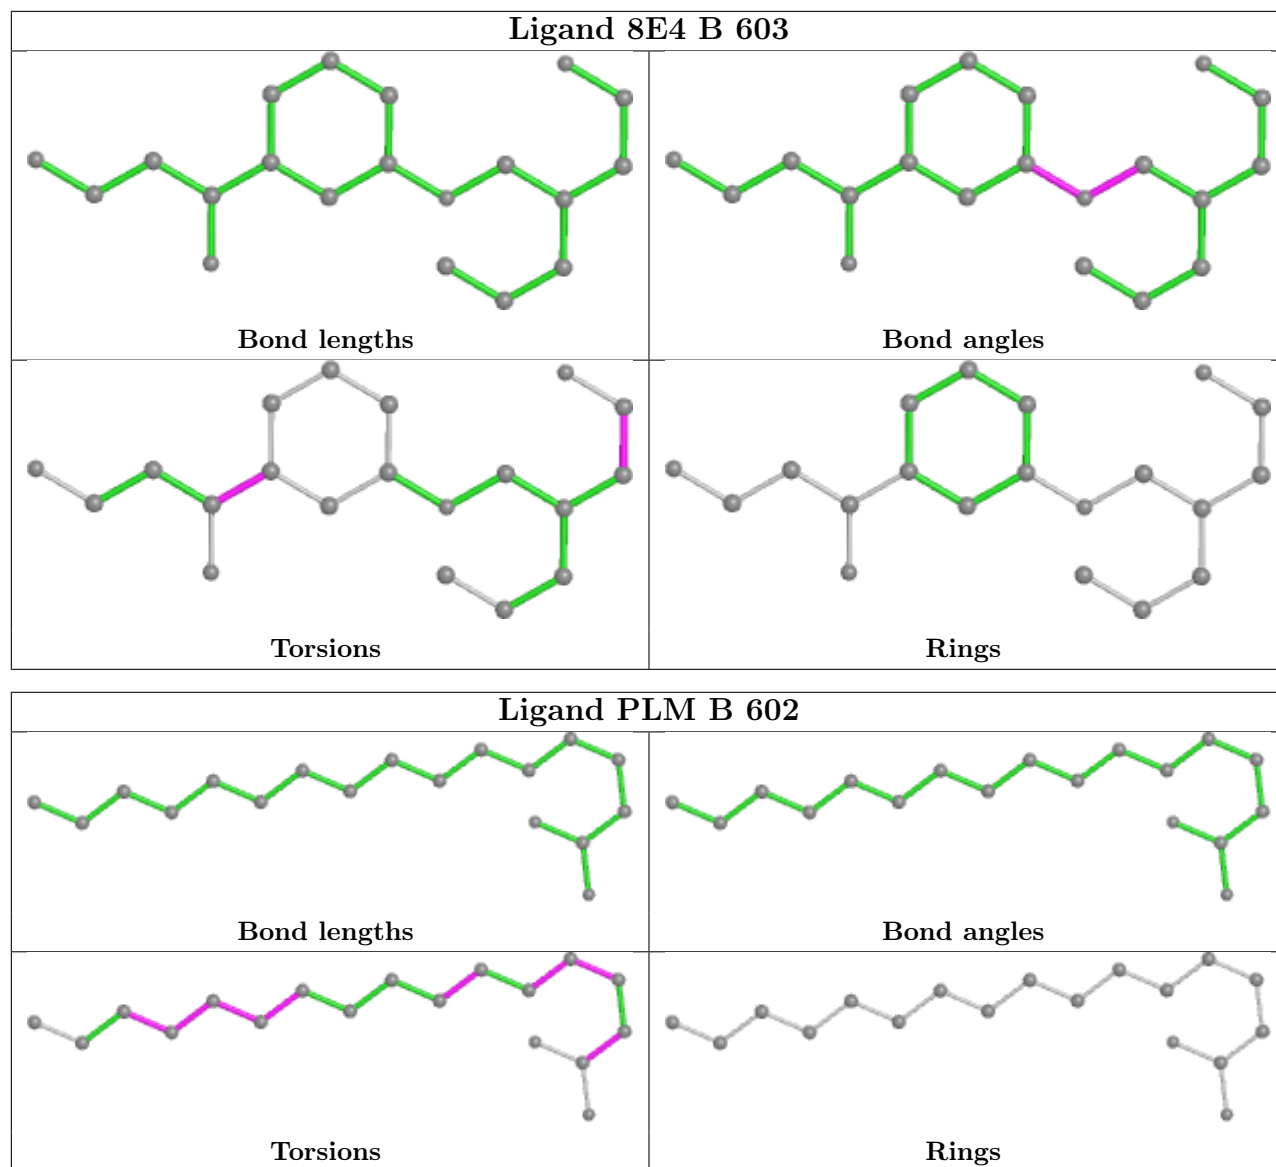 Ligand 8E4 B 603
Bond lengths
Bond angles
Torsions
Rings
Ligand PLM B 602
Bond lengths
Bond angles
Torsions
Rings